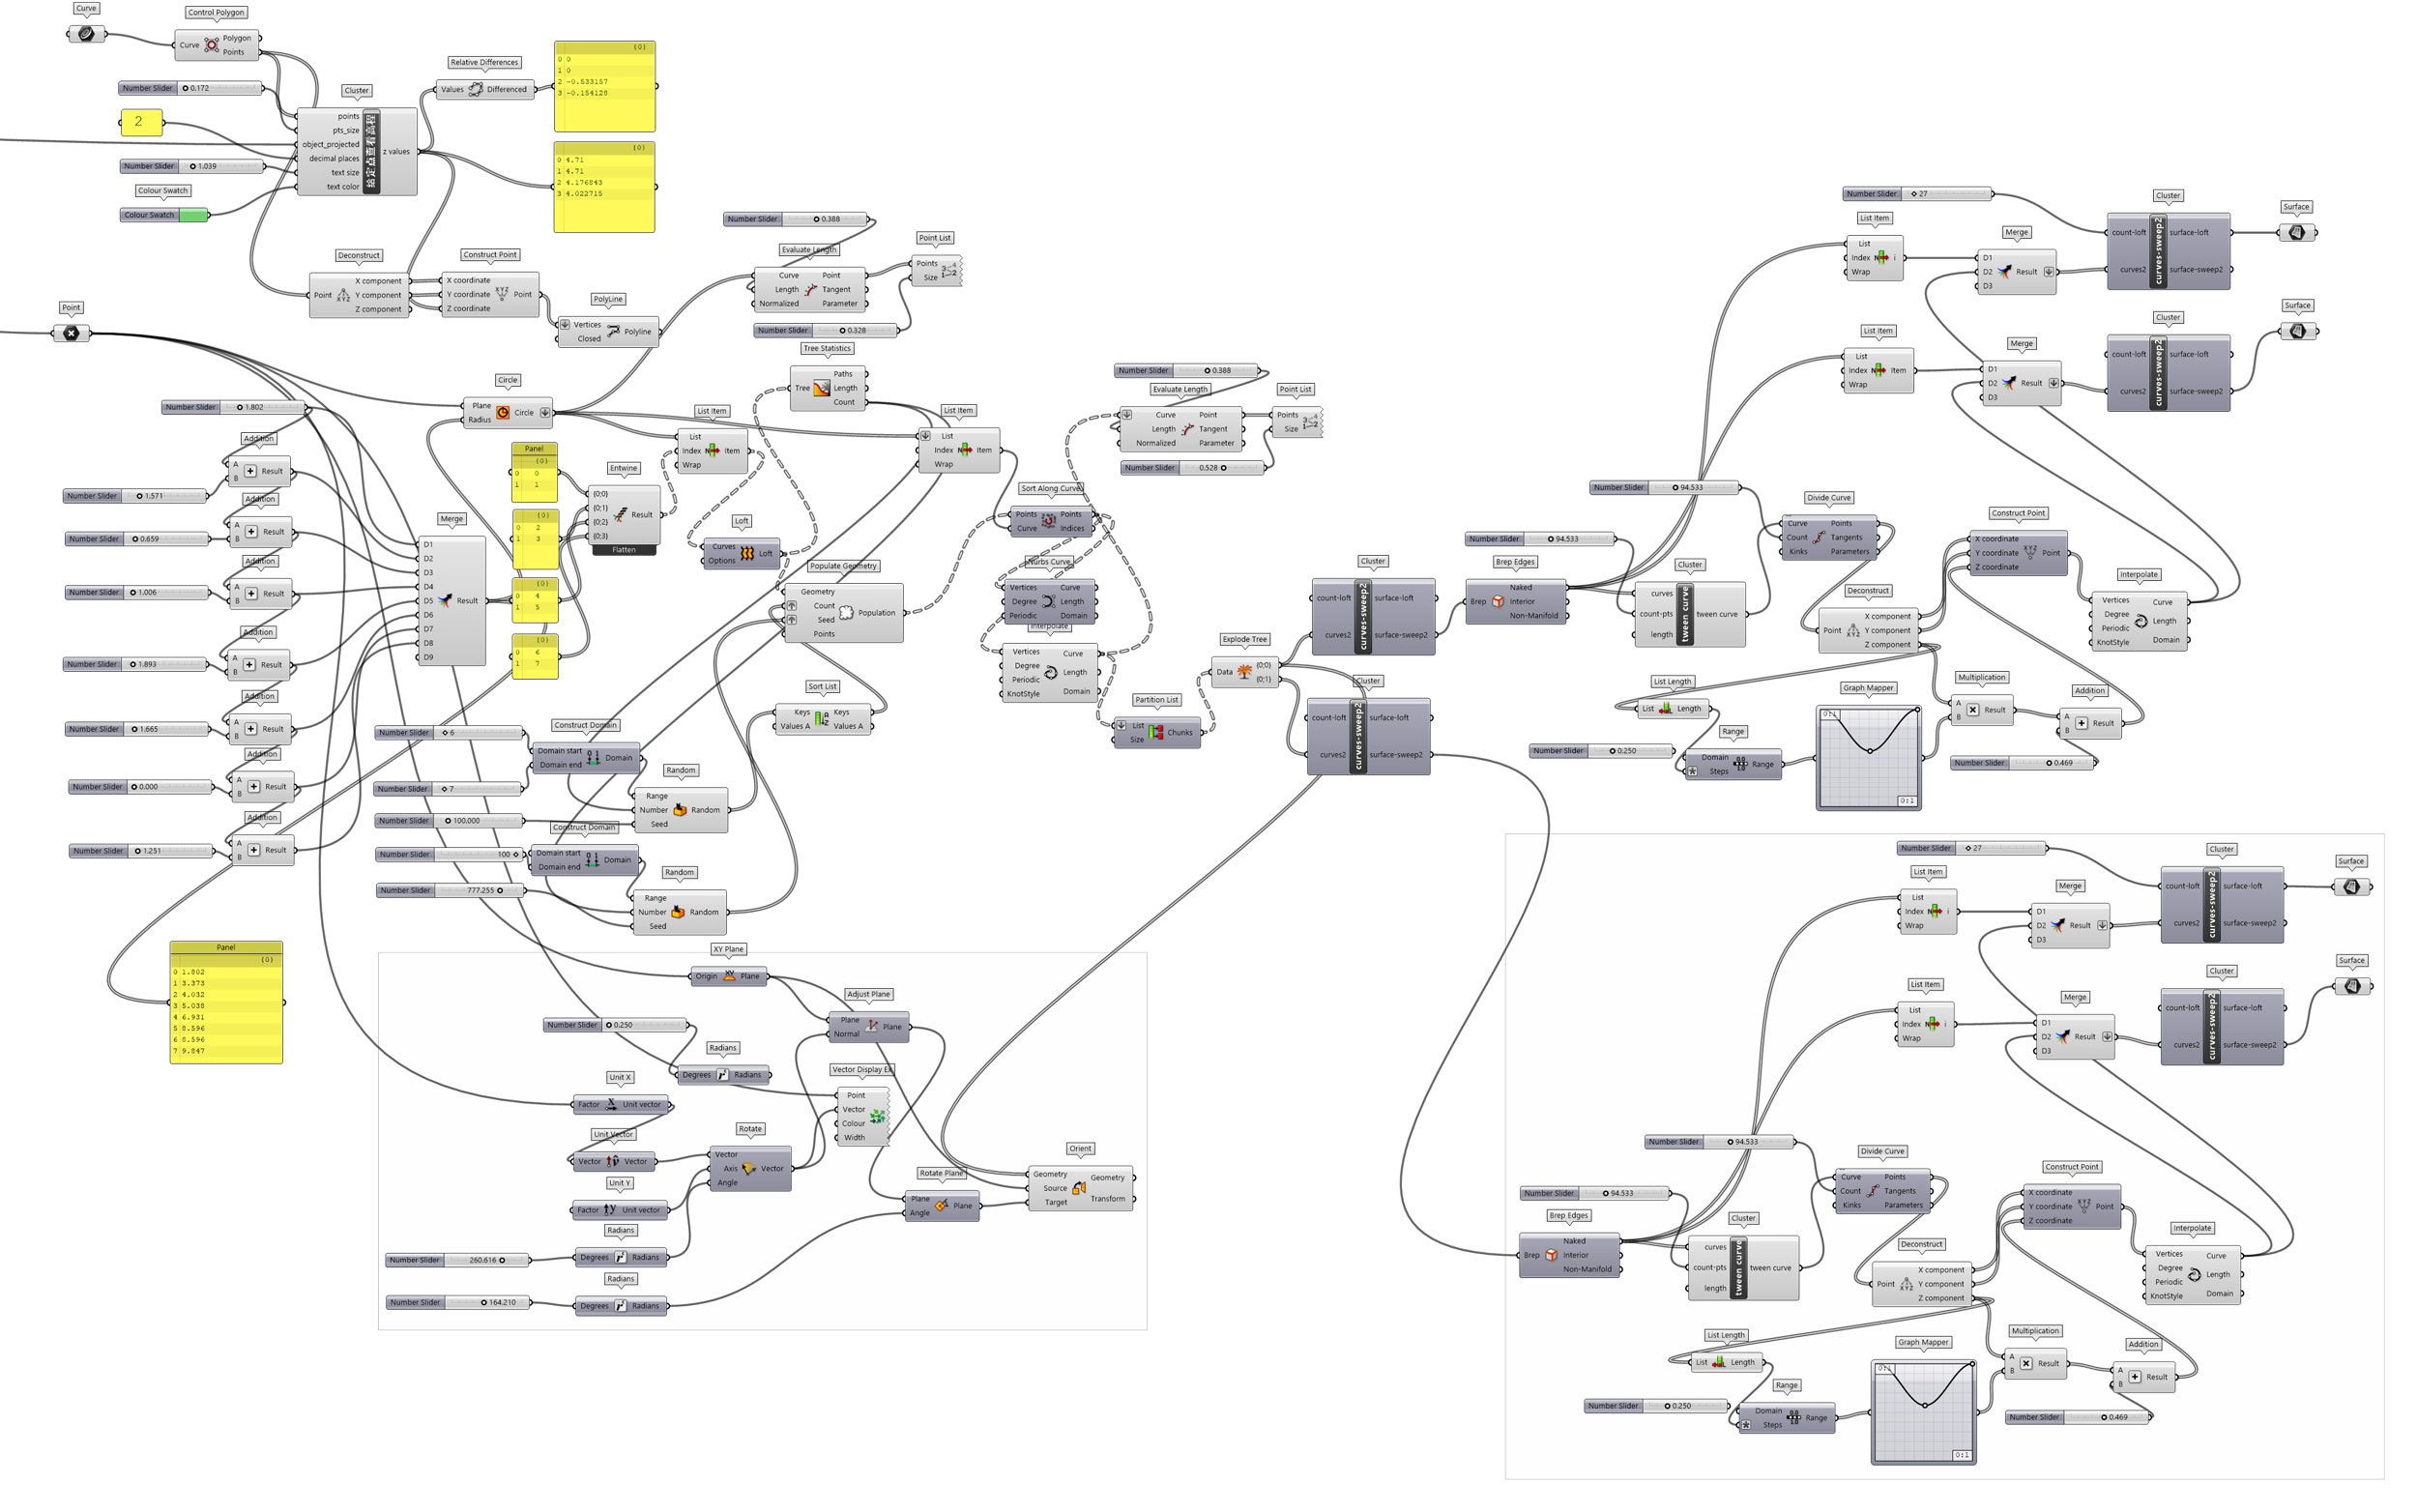 Curve
Control Polygon
Curve
Polygon
Points
Number Slider 0.172
2
Number Slider 1.039
Colour Swatch
Colour Swatch
Cluster
points
pts_size
object_projected
decimal places
text size
text color
给定点查看高程
z values
Relative Differences
Values Differenced
{0}
0 0
1 0
2 -0.533157
3 -0.154128
{0}
0 4.71
1 4.71
2 4.176843
3 4.022715
Deconstruct
Point
X component
Y component
Z component
Construct Point
X coordinate
Y coordinate
Z coordinate
Point
PolyLine
Vertices
Closed
Polyline
Number Slider 0.388
Evaluate Length
Curve
Length
Normalized
Point
Tangent
Parameter
Point List
Points
Size
Number Slider 0.328
Point
Number Slider 1.802
Addition
A
B
Result
Number Slider 1.571
Addition
A
B
Result
Number Slider 0.659
Addition
A
B
Result
Number Slider 1.006
Addition
A
B
Result
Number Slider 1.893
Addition
A
B
Result
Number Slider 1.665
Addition
A
B
Result
Number Slider 0.000
Addition
A
B
Result
Number Slider 1.251
Panel
{0}
0 1.802
1 3.373
2 4.032
3 5.038
4 6.931
5 8.596
6 8.596
7 9.847
Circle
Plane
Radius
Circle
Merge
D1
D2
D3
D4
D5
D6
D7
D8
D9
Result
Panel
{0}
0 0
1 1
{0}
0 2
1 3
{0}
0 4
1 5
{0}
0 6
1 7
Entwine
{0;0}
{0;1}
{0;2}
{0;3}
Result
Flatten
List Item
List
Index
Wrap
Item
Loft
Curves
Options
Loft
Tree Statistics
Tree
Paths
Length
Count
List Item
List
Index
Wrap
Item
Populate Geometry
Geometry
Count
Seed
Points
Population
Sort List
Keys
Values A
Keys
Values A
Number Slider 6
Number Slider 7
Construct Domain
Domain start
Domain end
Domain
Number Slider 100.000
Random
Range
Number
Seed
Random
Construct Domain
Number Slider 100
Domain start
Domain end
Domain
Number Slider 777.255
Random
Range
Number
Seed
Random
Number Slider 0.388
Evaluate Length
Curve
Length
Normalized
Point
Tangent
Parameter
Point List
Points
Size
Number Slider 0.528
Sort Along Curve
Points
Curve
Points
Indices
Nurbs Curve
Vertices
Degree
Periodic
Curve
Length
Domain
Interpolate
Vertices
Degree
Periodic
KnotStyle
Curve
Length
Domain
Partition List
List
Size
Chunks
Explode Tree
Data
{0;0}
{0;1}
Cluster
count-loft
curves2
curves-sweep2
surface-loft
surface-sweep2
Cluster
count-loft
curves2
curves-sweep2
surface-loft
surface-sweep2
XY Plane
Origin
XY
Plane
Adjust Plane
Plane
Normal
Plane
Number Slider 0.250
Radians
Degrees Radians
Unit X
Factor Unit vector
Vector Display Ex
Point
Vector
Colour
Width
Unit Vector
Vector Vector
Rotate
Vector
Axis
Angle
Vector
Unit Y
Factor Unit vector
Radians
Number Slider 260.616
Degrees Radians
Radians
Number Slider 164.210
Degrees Radians
Rotate Plane
Plane
Angle
Plane
Orient
Geometry
Source
Target
Geometry
Transform
Number Slider 27
Cluster
count-loft
curves2
curves-sweep2
surface-loft
surface-sweep2
Surface
List Item
List
Index
Wrap
i
Merge
D1
D2
D3
Result
Cluster
count-loft
curves2
curves-sweep2
surface-loft
surface-sweep2
Surface
List Item
List
Index
Wrap
Item
Merge
D1
D2
D3
Result
Number Slider 94.533
Number Slider 94.533
Brep Edges
Brep
Naked
Interior
Non-Manifold
Cluster
curves
count-pts
length
tween curve
tween curve
Divide Curve
Curve
Count
Kinks
Points
Tangents
Parameters
Construct Point
X coordinate
Y coordinate
Z coordinate
Point
Deconstruct
Point
X component
Y component
Z component
Interpolate
Vertices
Degree
Periodic
KnotStyle
Curve
Length
Domain
List Length
List Length
Number Slider 0.250
Range
Domain
Steps
Range
Graph Mapper
0:1
0:1
Multiplication
A
B
Result
Addition
A
B
Result
Number Slider 0.469
Number Slider 27
Cluster
count-loft
curves2
curves-sweep2
surface-loft
surface-sweep2
Surface
List Item
List
Index
Wrap
i
Merge
D1
D2
D3
Result
Cluster
count-loft
curves2
curves-sweep2
surface-loft
surface-sweep2
Surface
List Item
List
Index
Wrap
i
Merge
D1
D2
D3
Result
Number Slider 94.533
Number Slider 94.533
Brep Edges
Brep
Naked
Interior
Non-Manifold
Cluster
curves
count-pts
length
tween curve
tween curve
Divide Curve
Curve
Count
Kinks
Points
Tangents
Parameters
Construct Point
X coordinate
Y coordinate
Z coordinate
Point
Deconstruct
Point
X component
Y component
Z component
Interpolate
Vertices
Degree
Periodic
KnotStyle
Curve
Length
Domain
List Length
List Length
Number Slider 0.250
Range
Domain
Steps
Range
Graph Mapper
0:1
0:1
Multiplication
A
B
Result
Addition
A
B
Result
Number Slider 0.469